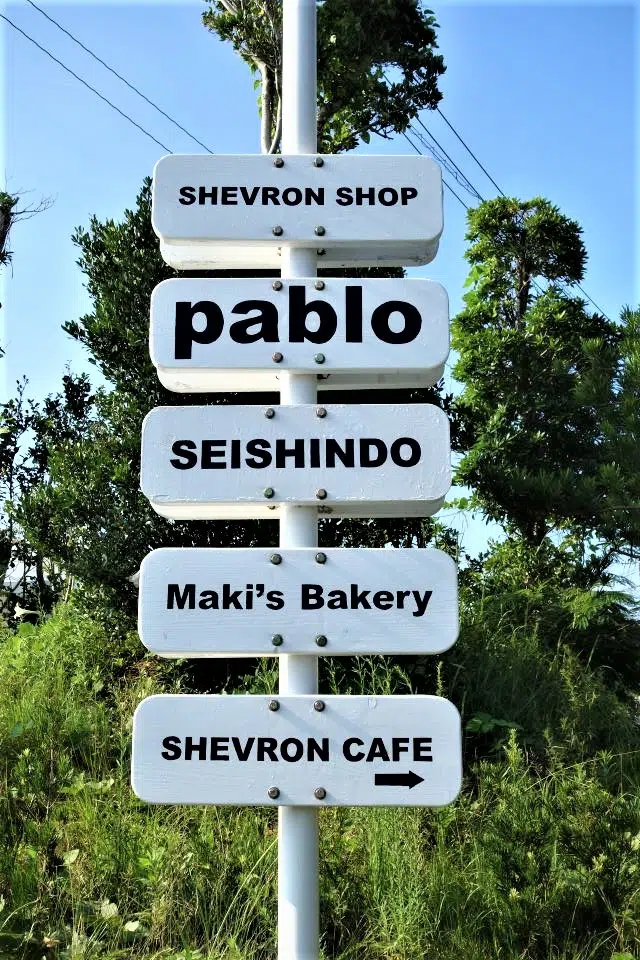 SHEVRON SHOP
pablo
SEISHINDO
Maki's Bakery
SHEVRON CAFE